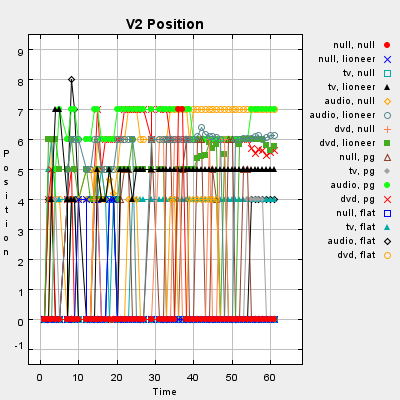 V2 Position
9
8
7
6
5
4
3
2
1
0
-1
Position
0 10 20 30 40 50 60
Time
null, null
null, lioneer
tv, null
tv, lioneer
audio, null
audio, lioneer
dvd, null
dvd, lioneer
null, pg
tv, pg
audio, pg
dvd, pg
null, flat
tv, flat
audio, flat
dvd, flat